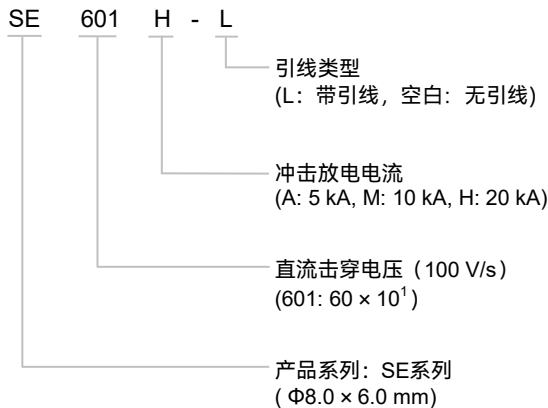 SE 601 H - L
引线类型
(L：带引线，空白：无引线)
冲击放电电流
(A: 5 kA, M: 10 kA, H: 20 kA)
直流击穿电压（100 V/s）
(601: 60 × 10¹)
产品系列：SE系列
( Φ8.0 × 6.0 mm)